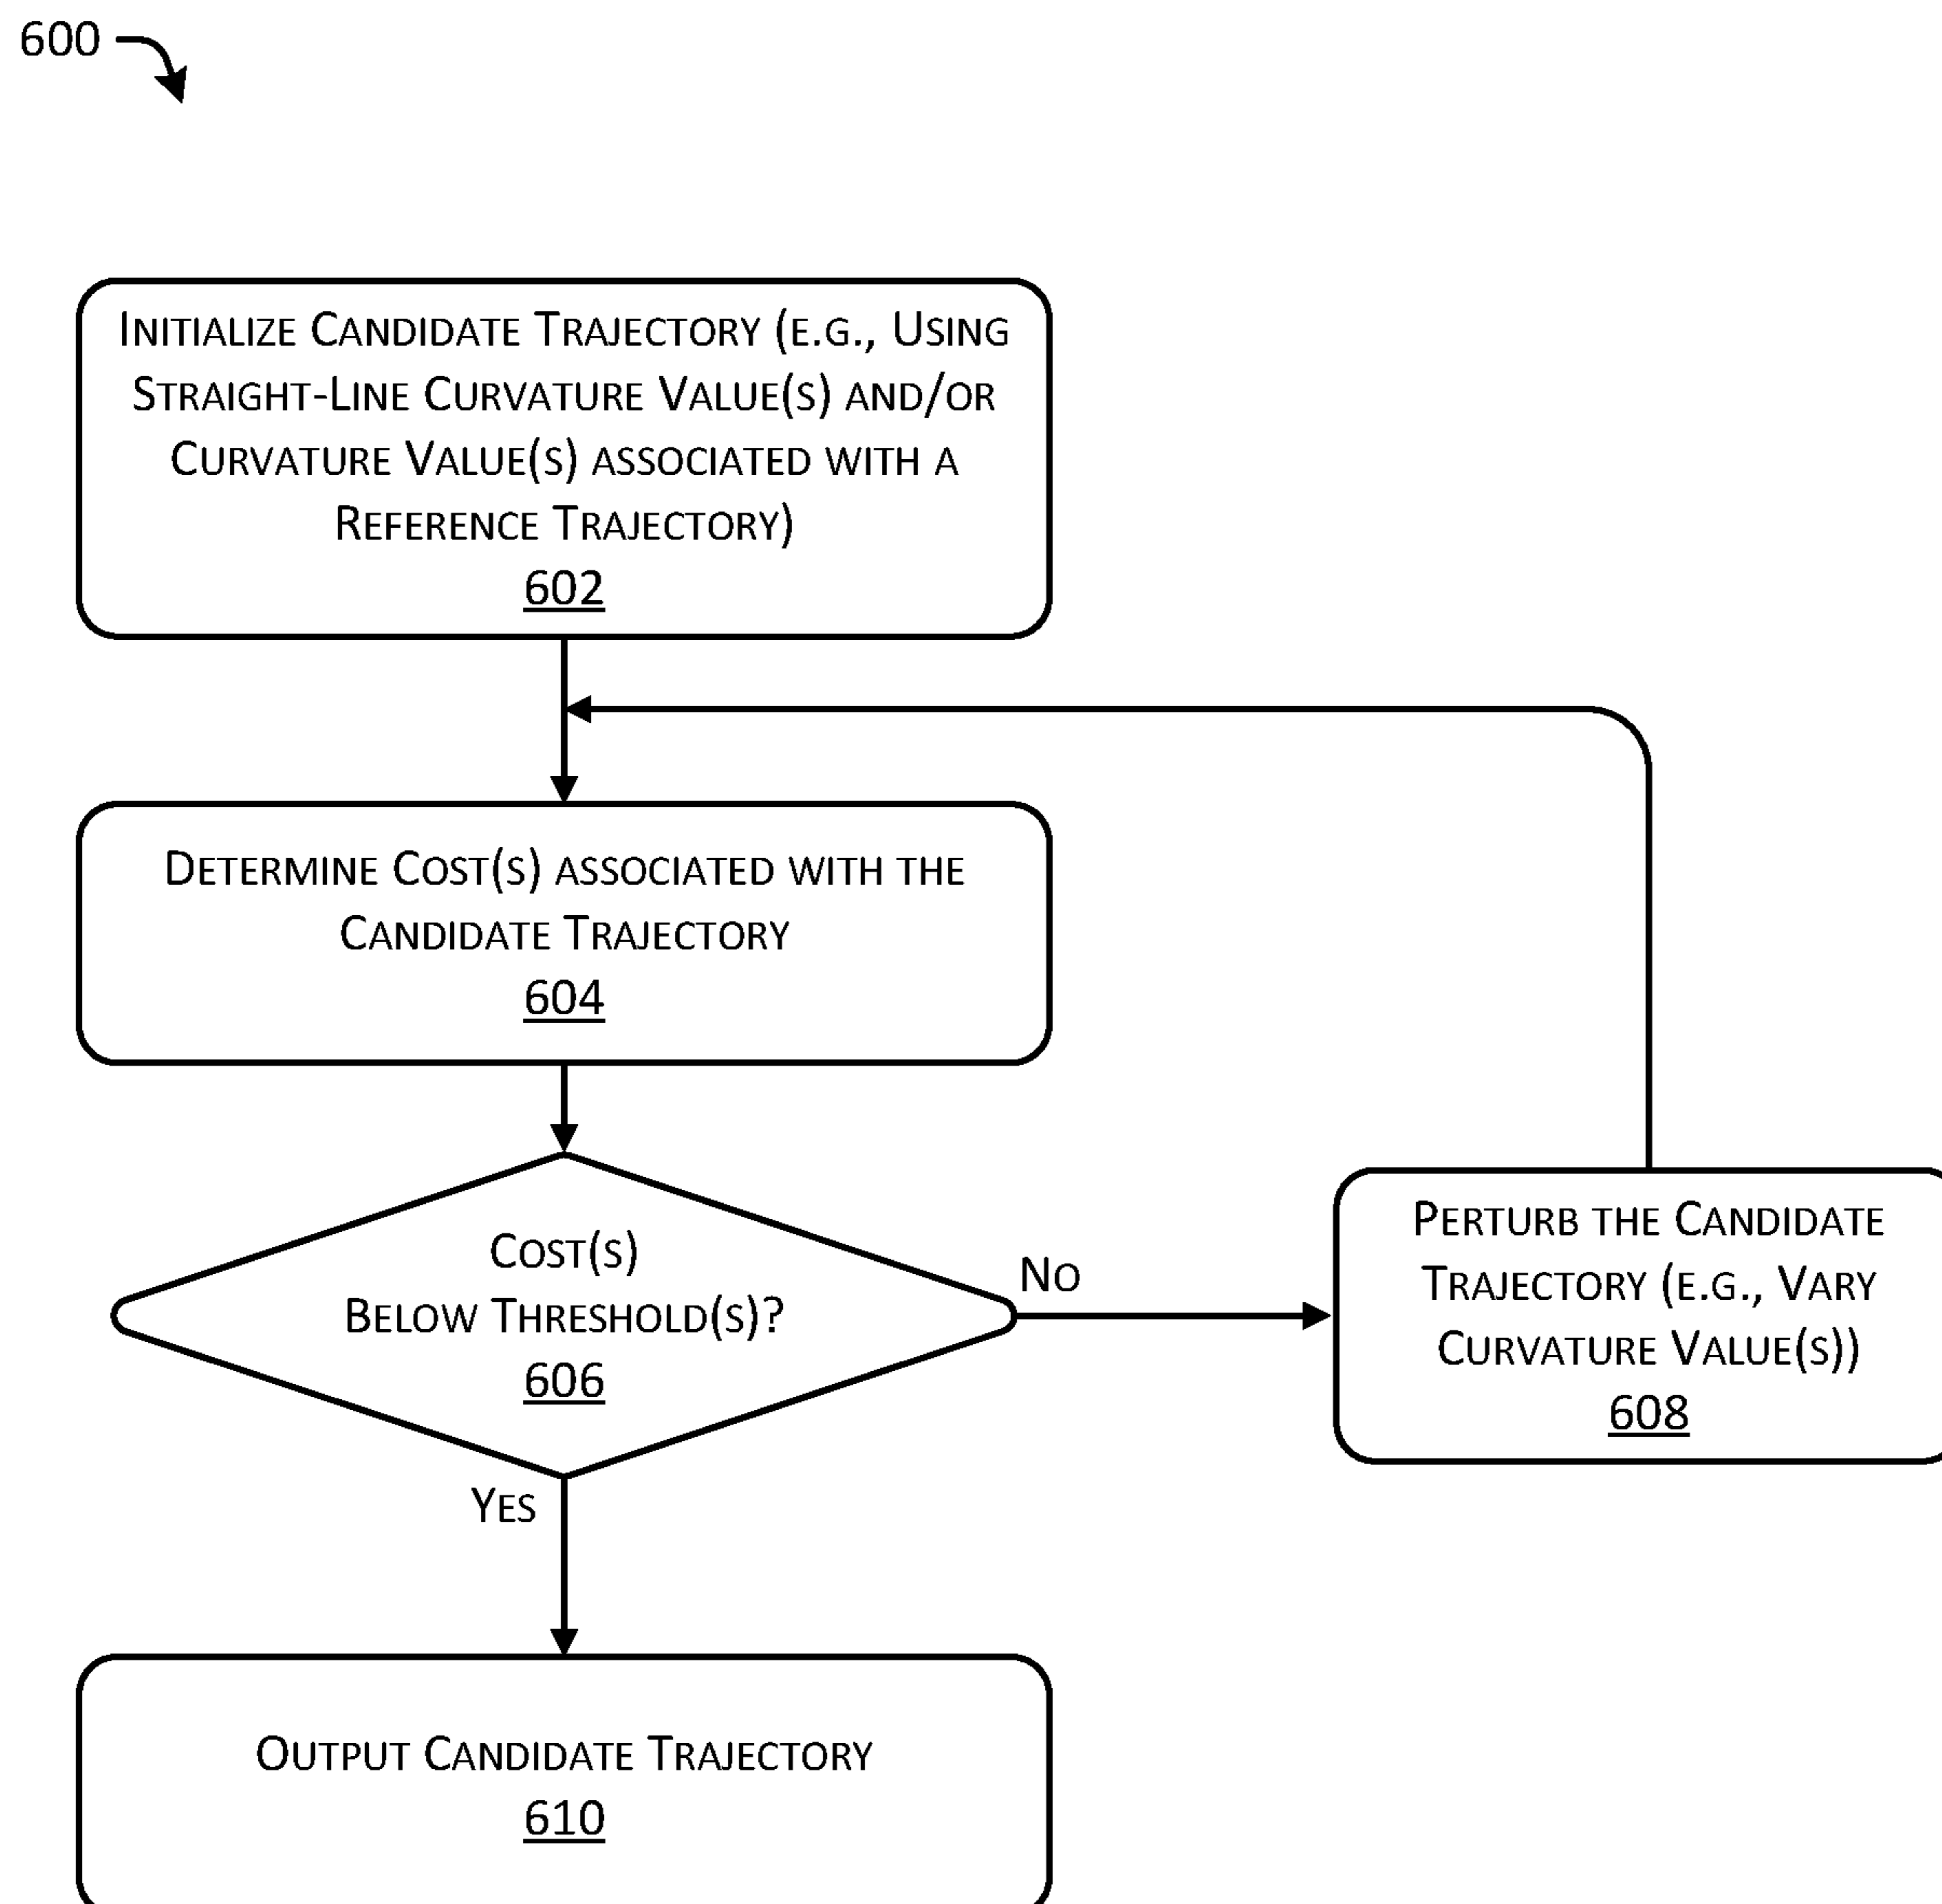 600
Initialize Candidate Trajectory (e.g., Using
Straight-Line Curvature Value(s) and/or
Curvature Value(s) associated with a
Reference Trajectory)
602
Determine Cost(s) associated with the
Candidate Trajectory
604
Cost(s)
Below Threshold(s)?
606
No
Perturb the Candidate
Trajectory (e.g., Vary
Curvature Value(s))
608
Yes
Output Candidate Trajectory
610